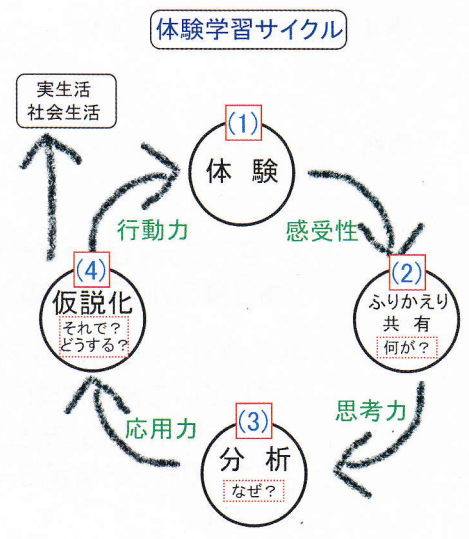 体験学習サイクル
実生活
社会生活
(1)
体験
行動力
感受性
(4)
仮説化
それで?
どうする?
(2)
ふりかえり
共有
何が?
応用力
思考力
(3)
分析
なぜ?